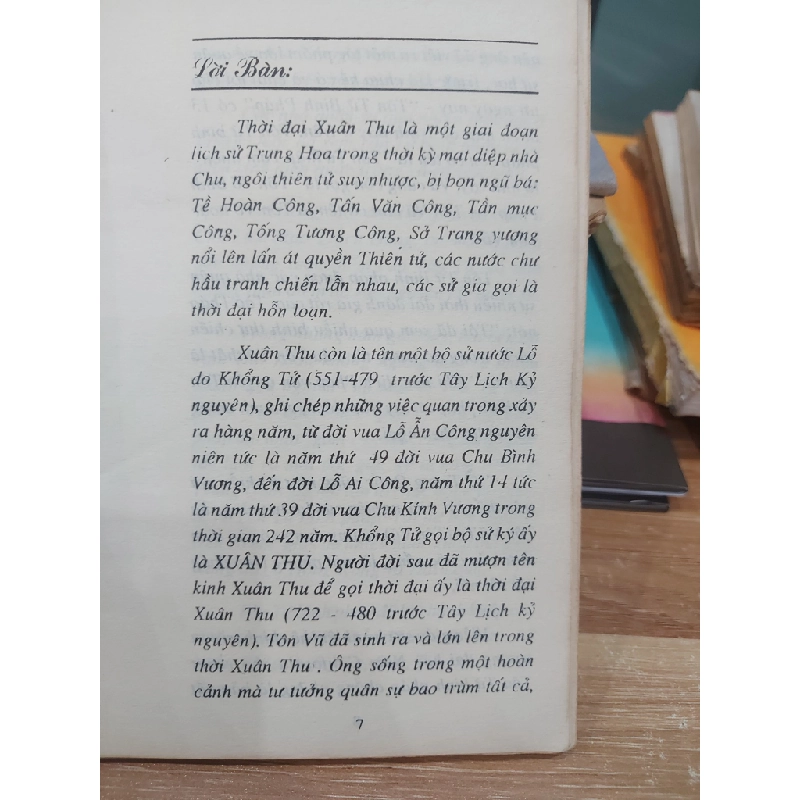 Lời Bàn:
Thời đại Xuân Thu là một giai đoạn
lịch sử Trung Hoa trong thời kỳ mạt diệp nhà
Chu, ngôi thiên tử suy nhược, bị bọn ngũ bá:
Tề Hoàn Công, Tấn Văn Công, Tần mục
Công, Tống Tương Công, Sở Trang vương
nổi lên lấn át quyền Thiên tử, các nước chư
hầu tranh chiến lẫn nhau, các sử gia gọi là
thời đại hỗn loạn.
Xuân Thu còn là tên một bộ sử nước Lỗ
do Khổng Tử (551-479 trước Tây Lịch Kỷ
nguyên), ghi chép những việc quan trong xảy
ra hàng năm, từ đời vua Lỗ Ẩn Công nguyên
niên tức là năm thứ 49 đời vua Chu Bình
Vương, đến đời Lỗ Ai Công, năm thứ 14 tức
là năm thứ 39 đời vua Chu Kính Vương trong
thời gian 242 năm. Khổng Tử gọi bộ sử ký ấy
là XUÂN THU. Người đời sau đã mượn tên
kinh Xuân Thu để gọi thời đại ấy là thời đại
Xuân Thu (722 - 480 trước Tây Lịch kỷ
nguyên). Tôn Vũ đã sinh ra và lớn lên trong
thời Xuân Thu . Ông sống trong một hoàn
cảnh mà tư tưởng quân sự bao trùm tất cả,
7